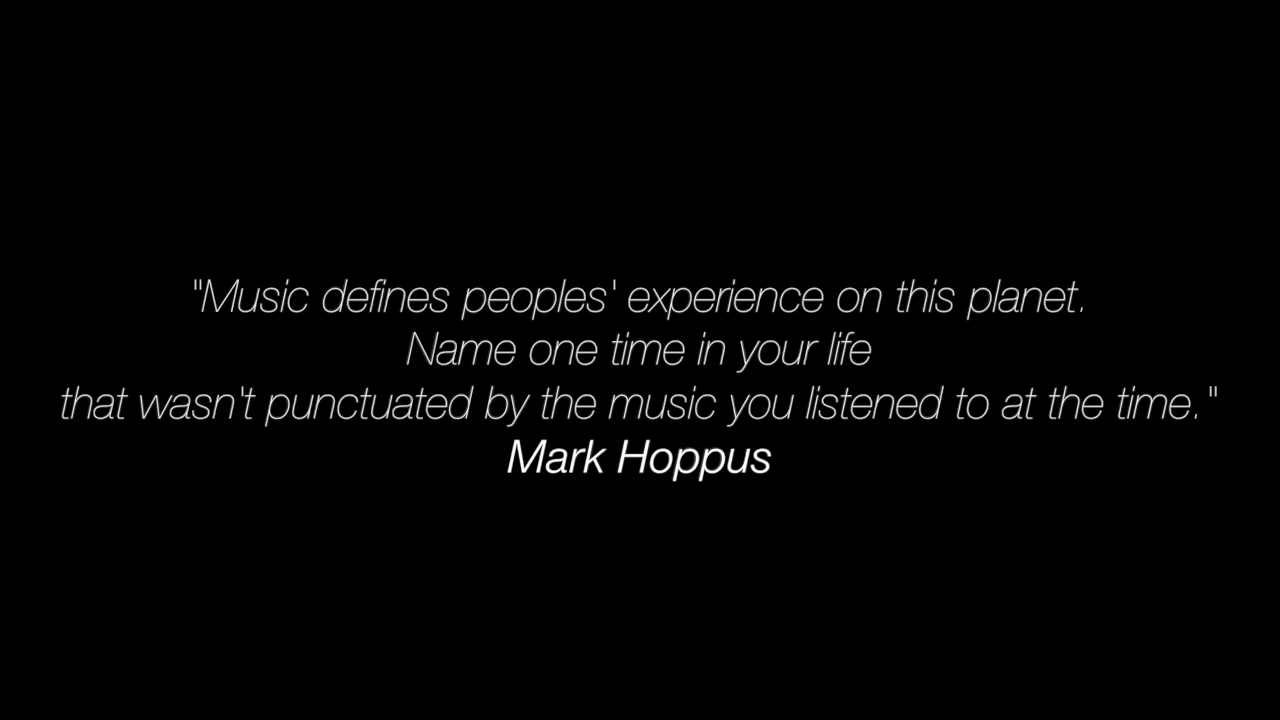 "Music defines peoples' experience on this planet.
Name one time in your life
that wasn't punctuated by the music you listened to at the time."
Mark Hoppus